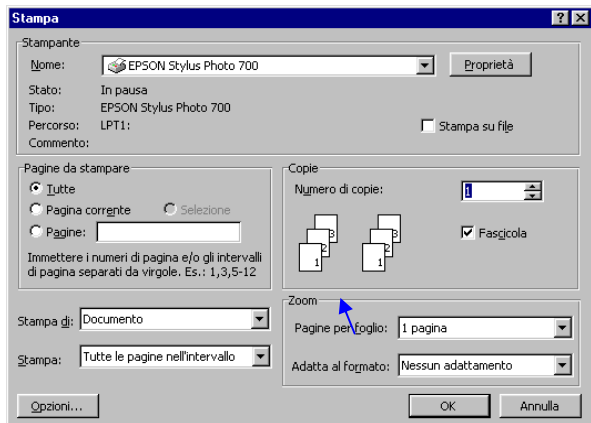 Stampa
Stampante
Nome: EPSON Stylus Photo 700 Proprietà
Stato: In pausa
Tipo: EPSON Stylus Photo 700
Percorso: LPT1: Stampa su file
Commento:
Pagine da stampare
Tutte
Pagina corrente Selezione
Pagine:
Immettere i numeri di pagina e/o gli intervalli
di pagina separati da virgole. Es.: 1,3,5-12
Copie
Numero di copie: 1
1 2 3 1 2 3 Fascicola
Stampa di: Documento
Stampa: Tutte le pagine nell'intervallo
Zoom
Pagine per foglio: 1 pagina
Adatta al formato: Nessun adattamento
Opzioni... OK Annulla